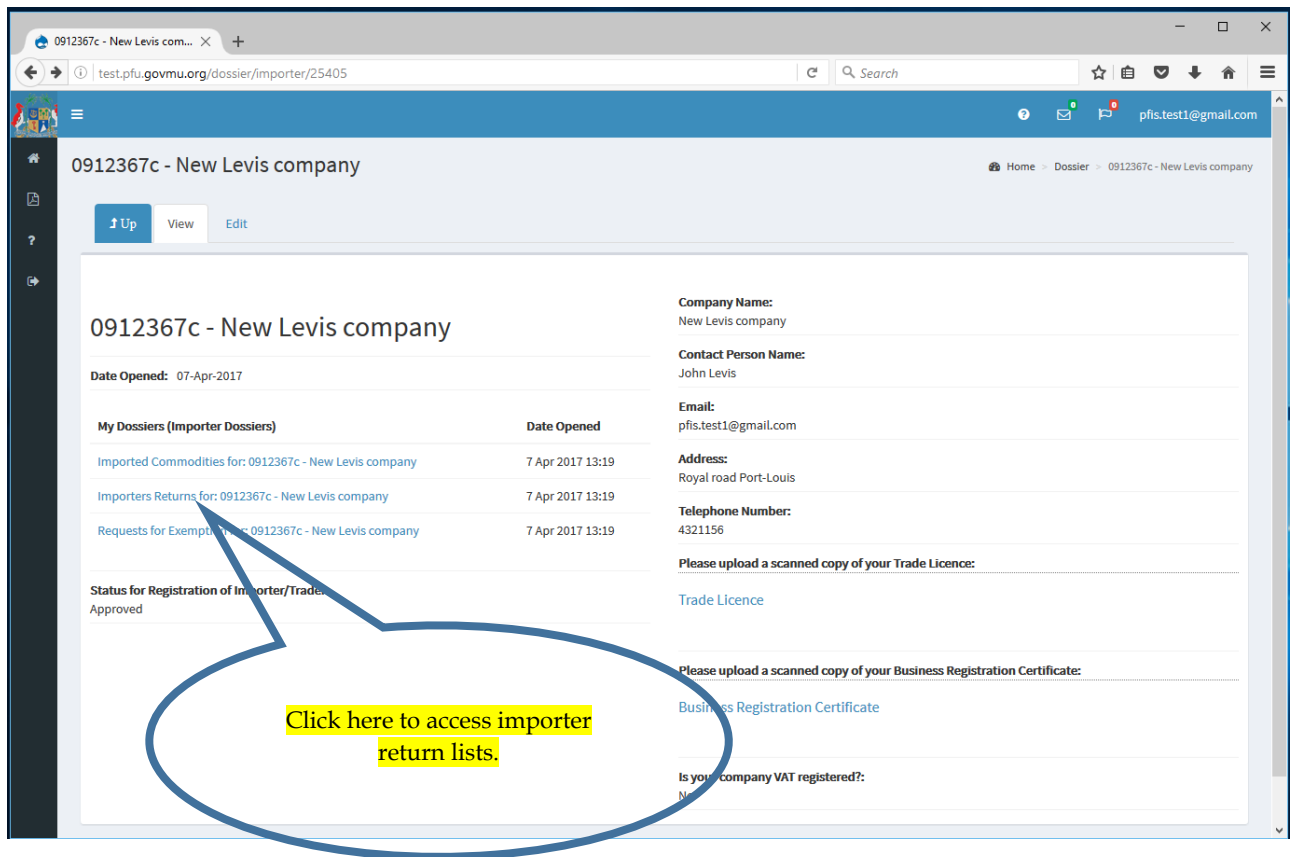 0912367c - New Levis com...
test.pfu.govmu.org/dossier/importer/25405
Search
0
0
pfis.test1@gmail.com
0912367c - New Levis company
Home > Dossier > 0912367c - New Levis company
Up
View
Edit
0912367c - New Levis company
Date Opened: 07-Apr-2017
My Dossiers (Importer Dossiers) Date Opened
Imported Commodities for: 0912367c - New Levis company 7 Apr 2017 13:19
Importers Returns for: 0912367c - New Levis company 7 Apr 2017 13:19
Requests for Exemption for: 0912367c - New Levis company 7 Apr 2017 13:19
Status for Registration of Importer/Trader
Approved
Company Name:
New Levis company
Contact Person Name:
John Levis
Email:
pfis.test1@gmail.com
Address:
Royal road Port-Louis
Telephone Number:
4321156
Please upload a scanned copy of your Trade Licence:
Trade Licence
Please upload a scanned copy of your Business Registration Certificate:
Business Registration Certificate
Is your company VAT registered?:
No
Click here to access importer
return lists.